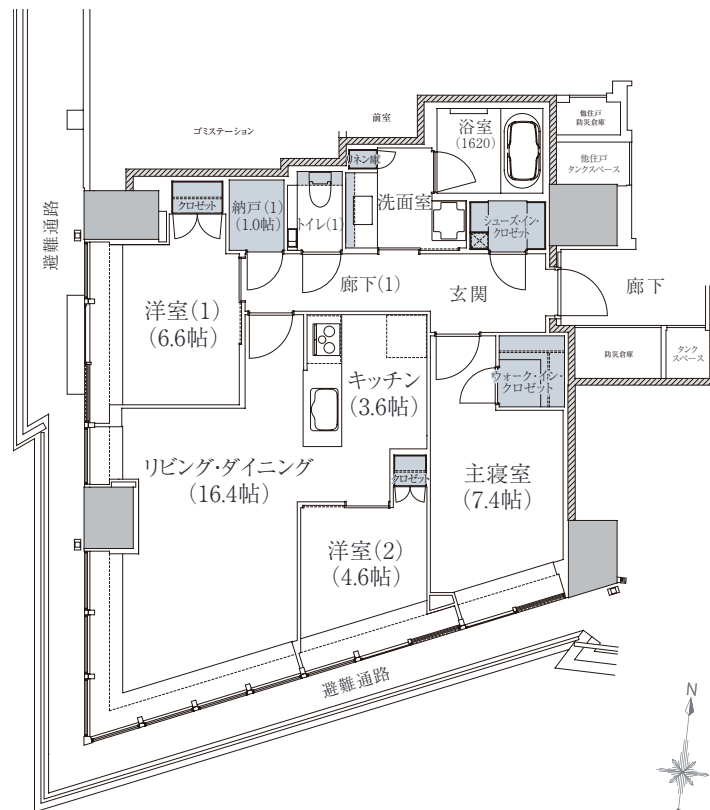 ゴミステーション
前室
浴室
(1620)
他住戸
防災倉庫
他住戸
タンクスペース
リネン庫
洗面室
クロゼット
納戸(1)
(1.0帖)
トイレ(1)
シューズ・イン・
クロゼット
避難通路
洋室(1)
(6.6帖)
廊下(1)
玄関
廊下
防災倉庫
タンク
スペース
キッチン
(3.6帖)
ウォーク・イン・
クロゼット
リビング・ダイニング
(16.4帖)
クロゼット
主寝室
(7.4帖)
洋室(2)
(4.6帖)
避難通路
N